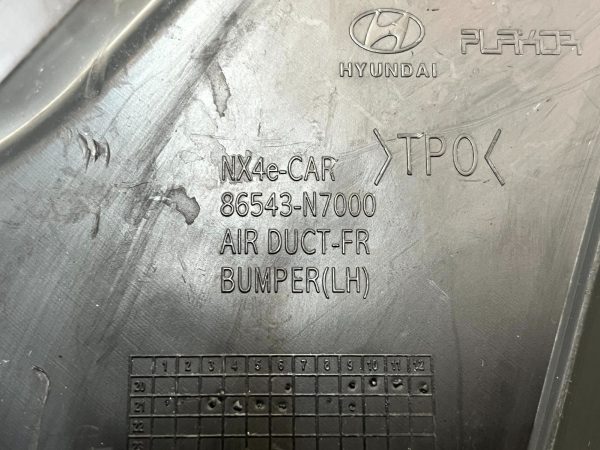 HYUNDAI
PLAKOR
>TPO<
NX4e-CAR
86543-N7000
AIR DUCT-FR
BUMPER(LH)
1 2 3 4 5 6 7 8 9 10 11 12
20
21
22